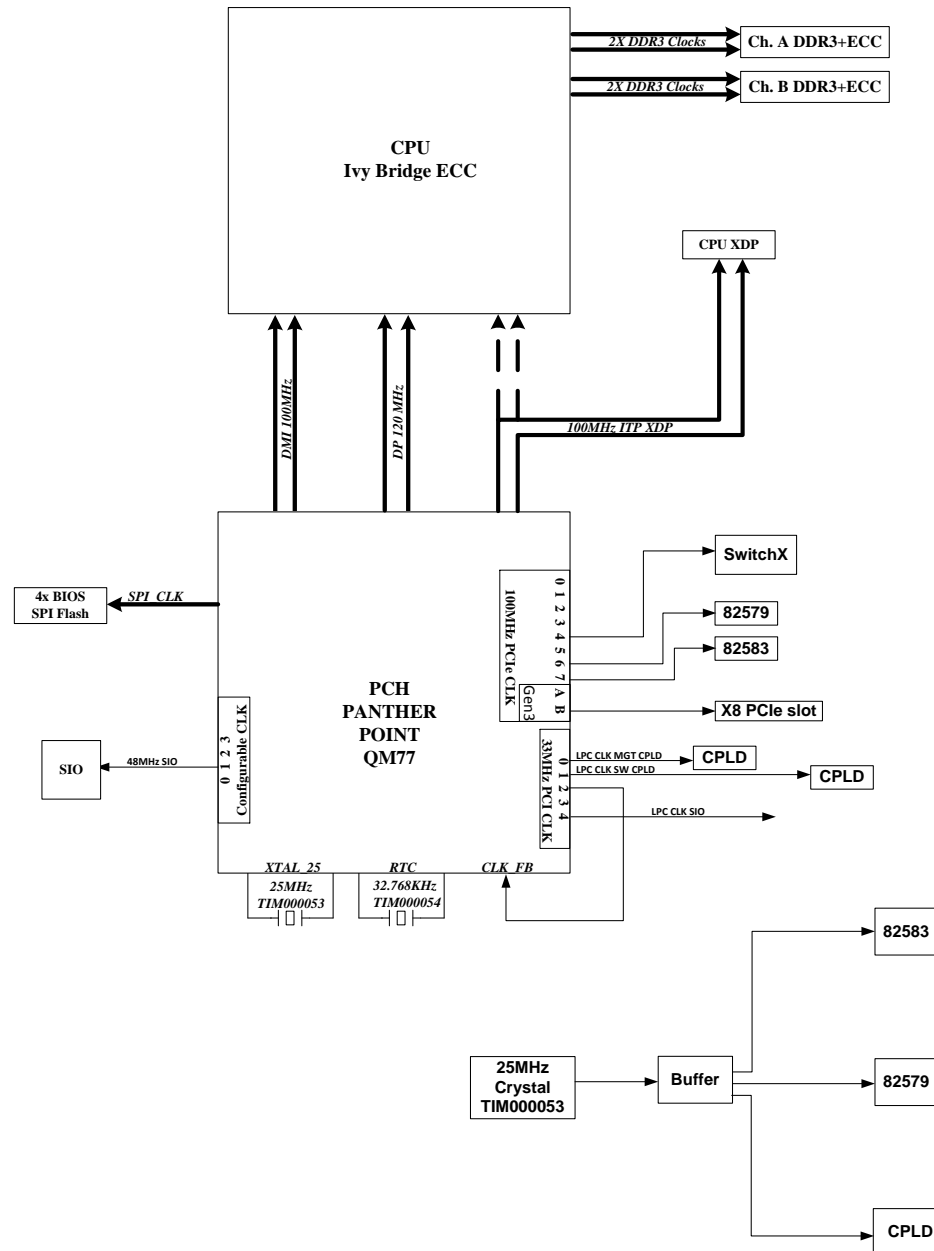 2X DDR3 Clocks
Ch. A DDR3+ECC
2X DDR3 Clocks
Ch. B DDR3+ECC
CPU
Ivy Bridge ECC
CPU XDP
DMI 100MHz
DP 120 MHz
100MHz ITP XDP
4x BIOS
SPI Flash
SPI_CLK
PCH
PANTHER
POINT
QM77
100MHz PCIe CLK
0
1
2
3
4
5
6
7
Gen3
A
B
SwitchX
82579
82583
X8 PCIe slot
SIO
48MHz SIO
0 1 2 3
Configurable CLK
33MHz PCI CLK
0
1
2
3
4
LPC CLK MGT CPLD
CPLD
LPC CLK SW CPLD
CPLD
LPC CLK SIO
XTAL_25
25MHz
TIM000053
RTC
32.768KHz
TIM000054
CLK_FB
82583
25MHz
Crystal
TIM000053
Buffer
82579
CPLD